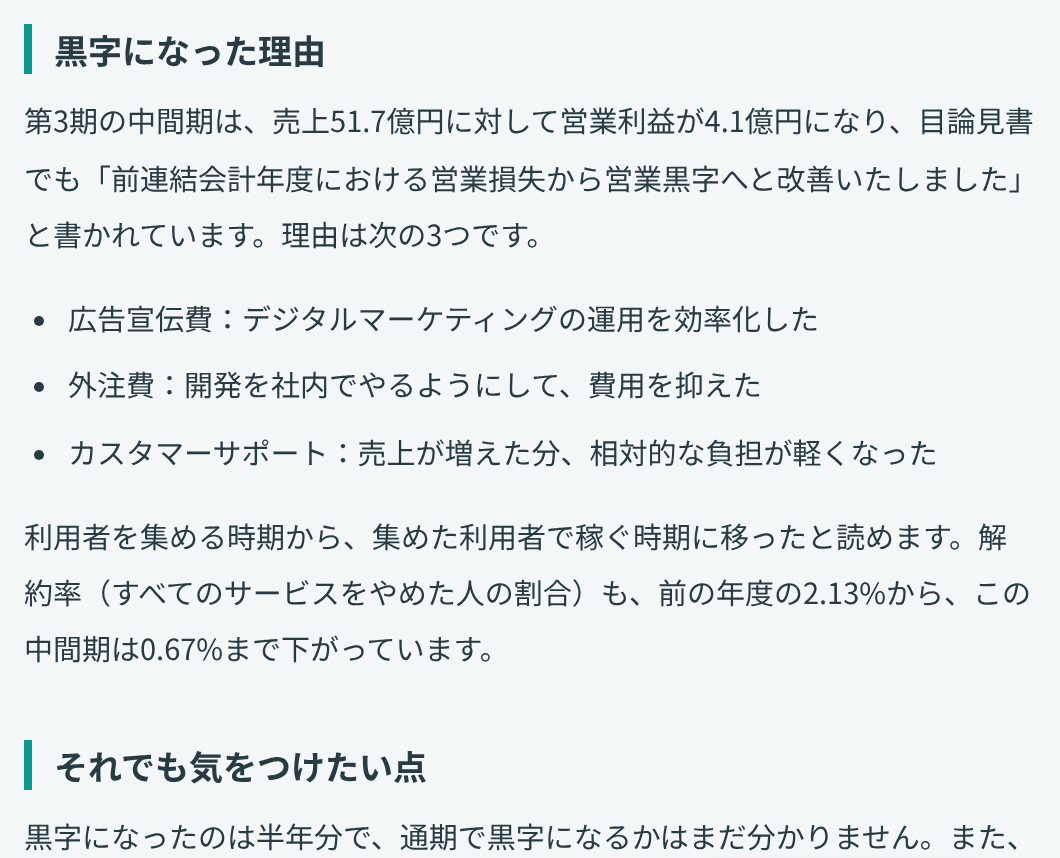 黒字になった理由
第3期の中間期は、売上51.7億円に対して営業利益が4.1億円になり、目論見書
でも「前連結会計年度における営業損失から営業黒字へと改善いたしました」
と書かれています。理由は次の3つです。
• 広告宣伝費：デジタルマーケティングの運用を効率化した
• 外注費：開発を社内でやるようにして、費用を抑えた
• カスタマーサポート：売上が増えた分、相対的な負担が軽くなった
利用者を集める時期から、集めた利用者で稼ぐ時期に移ったと読めます。解
約率（すべてのサービスをやめた人の割合）も、前の年度の2.13%から、この
中間期は0.67%まで下がっています。
それでも気をつけたい点
黒字になったのは半年分で、通期で黒字になるかはまだ分かりません。また、